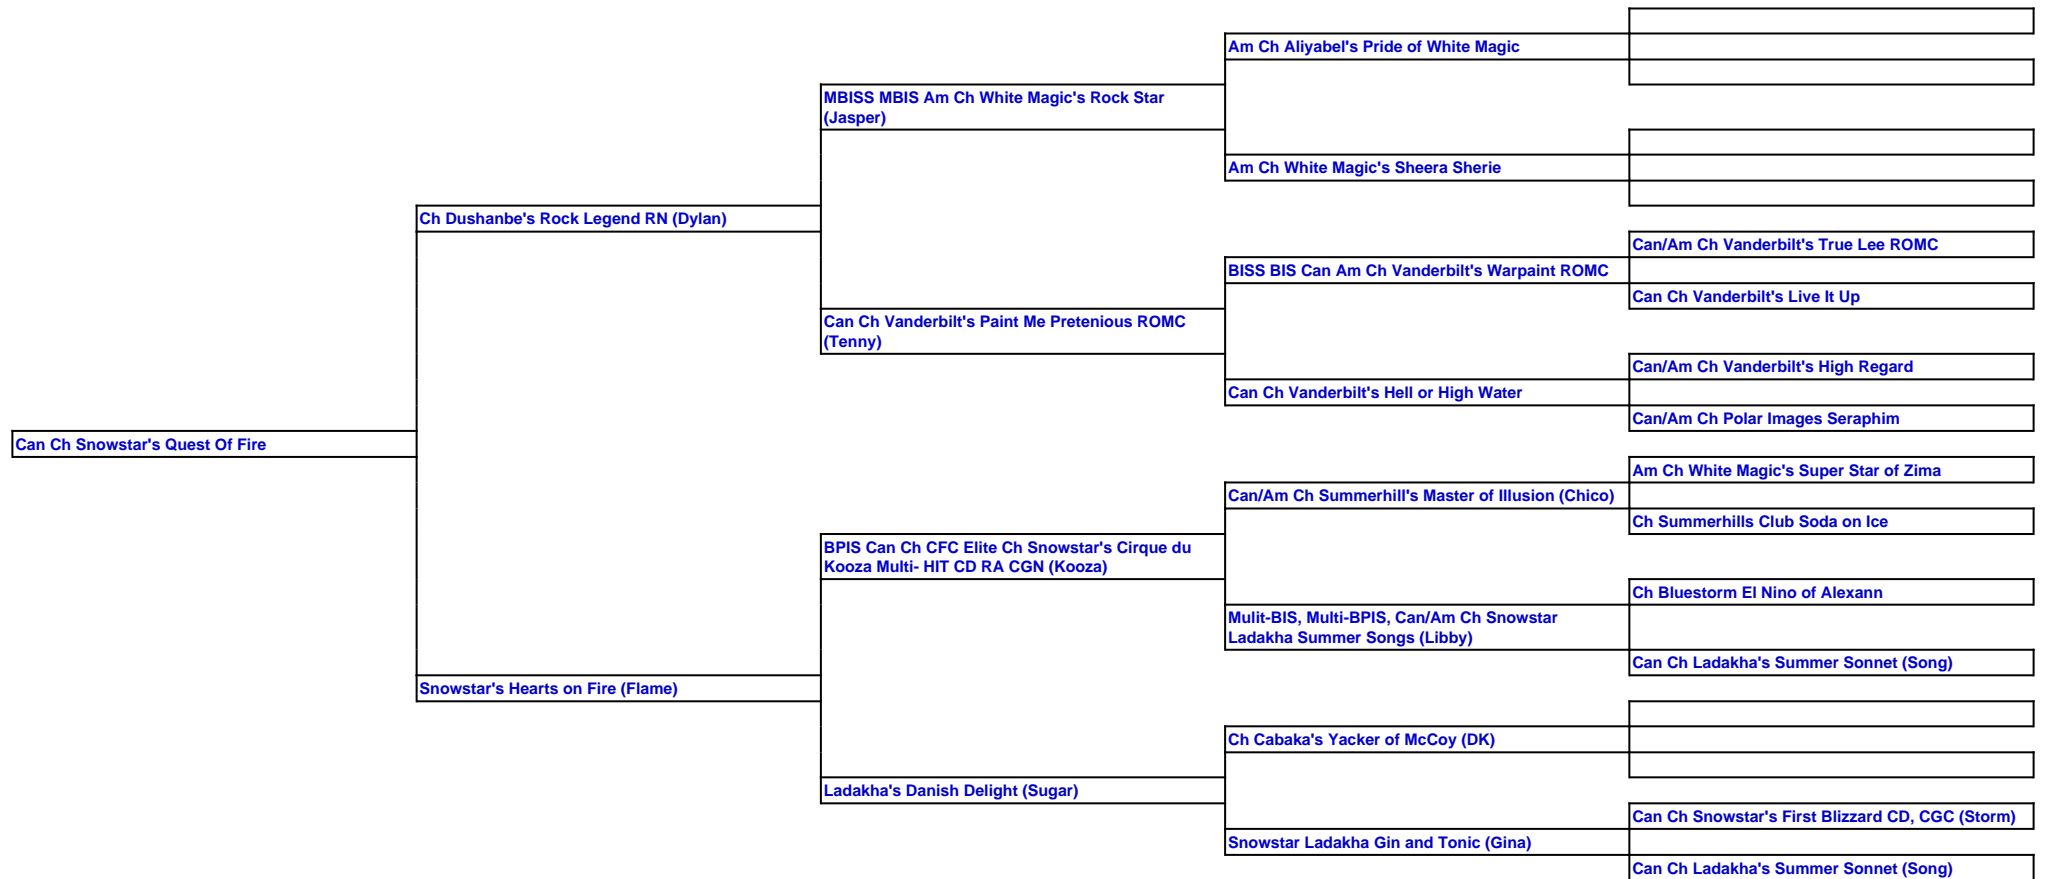 Am Ch Aliyabel's Pride of White Magic
MBISS MBIS Am Ch White Magic's Rock Star
(Jasper)
Am Ch White Magic's Sheera Sherie
Ch Dushanbe's Rock Legend RN (Dylan)
Can/Am Ch Vanderbilt's True Lee ROMC
BISS BIS Can Am Ch Vanderbilt's Warpaint ROMC
Can Ch Vanderbilt's Live It Up
Can Ch Vanderbilt's Paint Me Pretenious ROMC
(Tenny)
Can/Am Ch Vanderbilt's High Regard
Can Ch Vanderbilt's Hell or High Water
Can/Am Ch Polar Images Seraphim
Can Ch Snowstar's Quest Of Fire
Am Ch White Magic's Super Star of Zima
Can/Am Ch Summerhill's Master of Illusion (Chico)
Ch Summerhills Club Soda on Ice
BPIS Can Ch CFC Elite Ch Snowstar's Cirque du
Kooza Multi- HIT CD RA CGN (Kooza)
Ch Bluestorm El Nino of Alexann
Mulit-BIS, Multi-BPIS, Can/Am Ch Snowstar
Ladakha Summer Songs (Libby)
Can Ch Ladakha's Summer Sonnet (Song)
Snowstar's Hearts on Fire (Flame)
Ch Cabaka's Yacker of McCoy (DK)
Ladakha's Danish Delight (Sugar)
Can Ch Snowstar's First Blizzard CD, CGC (Storm)
Snowstar Ladakha Gin and Tonic (Gina)
Can Ch Ladakha's Summer Sonnet (Song)